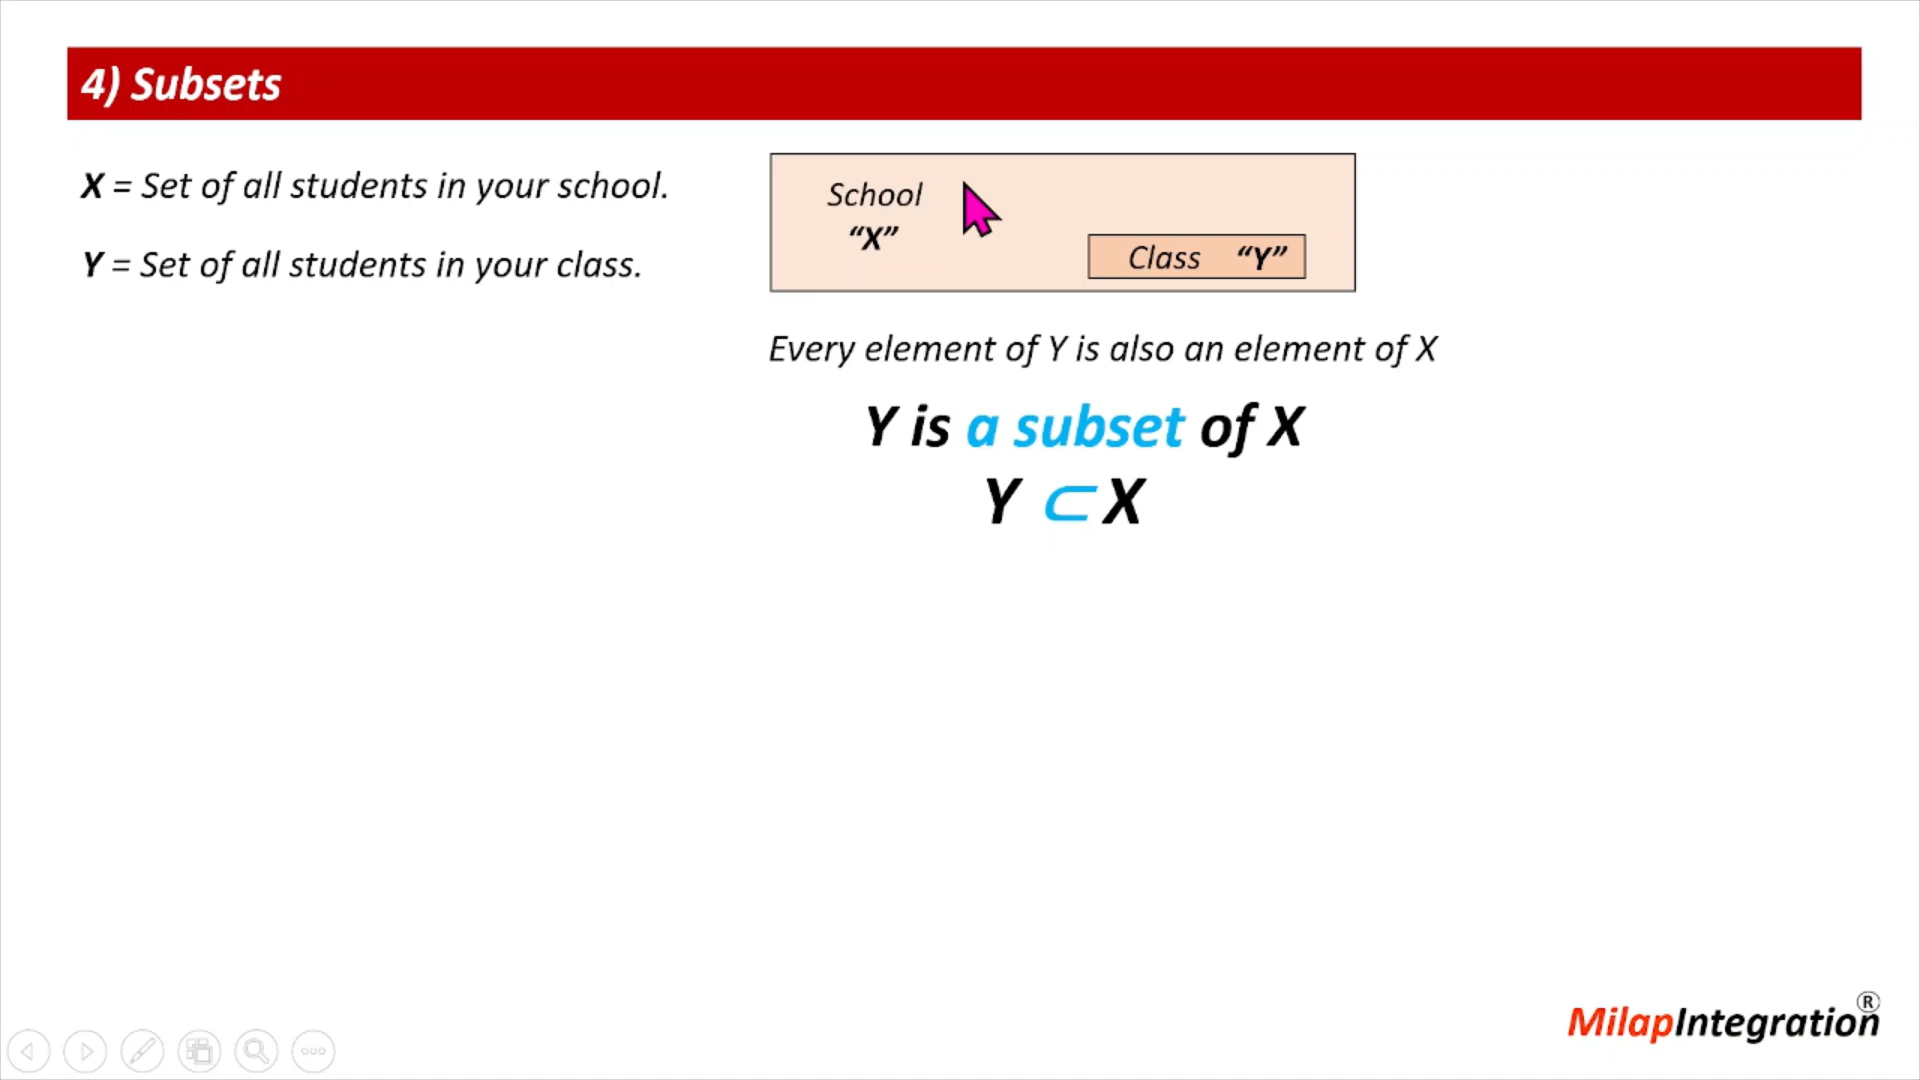 4) Subsets
X = Set of all students in your school.
Y = Set of all students in your class.
School
“X”
Class “Y”
Every element of Y is also an element of X
Y is a subset of X
Y ⊂ X
MilapIntegration®